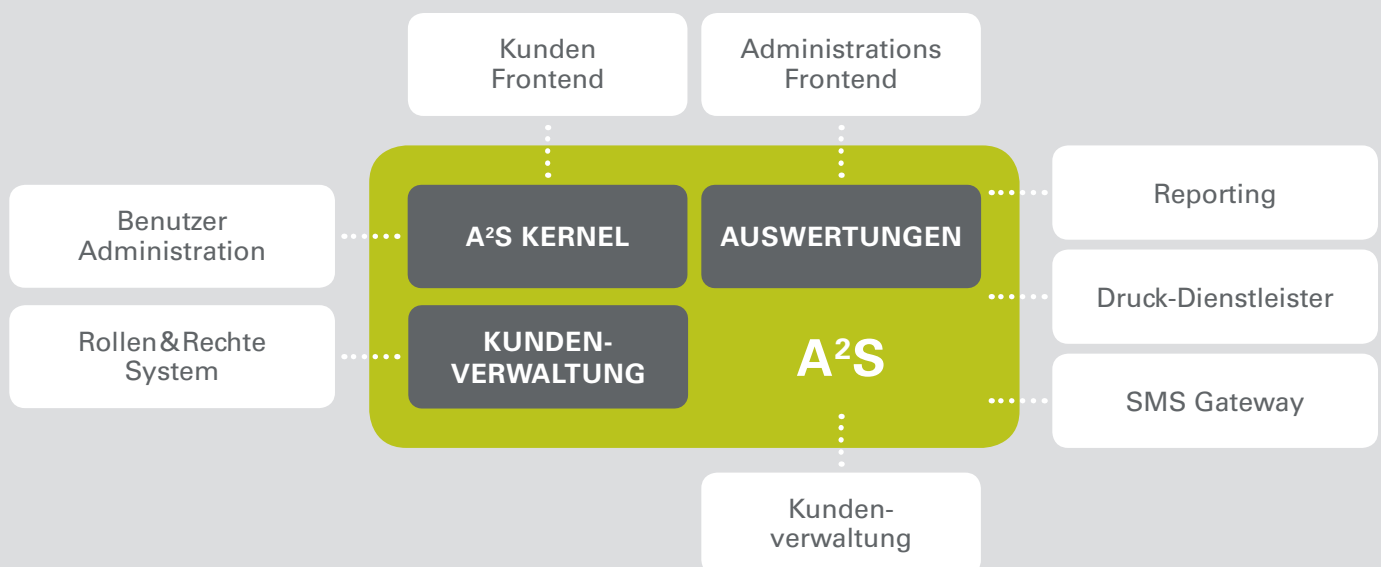 Kunden
Frontend
Administrations
Frontend
Benutzer
Administration
A²S KERNEL
AUSWERTUNGEN
Reporting
Druck-Dienstleister
Rollen&Rechte
System
KUNDEN-
VERWALTUNG
A²S
SMS Gateway
Kunden-
verwaltung